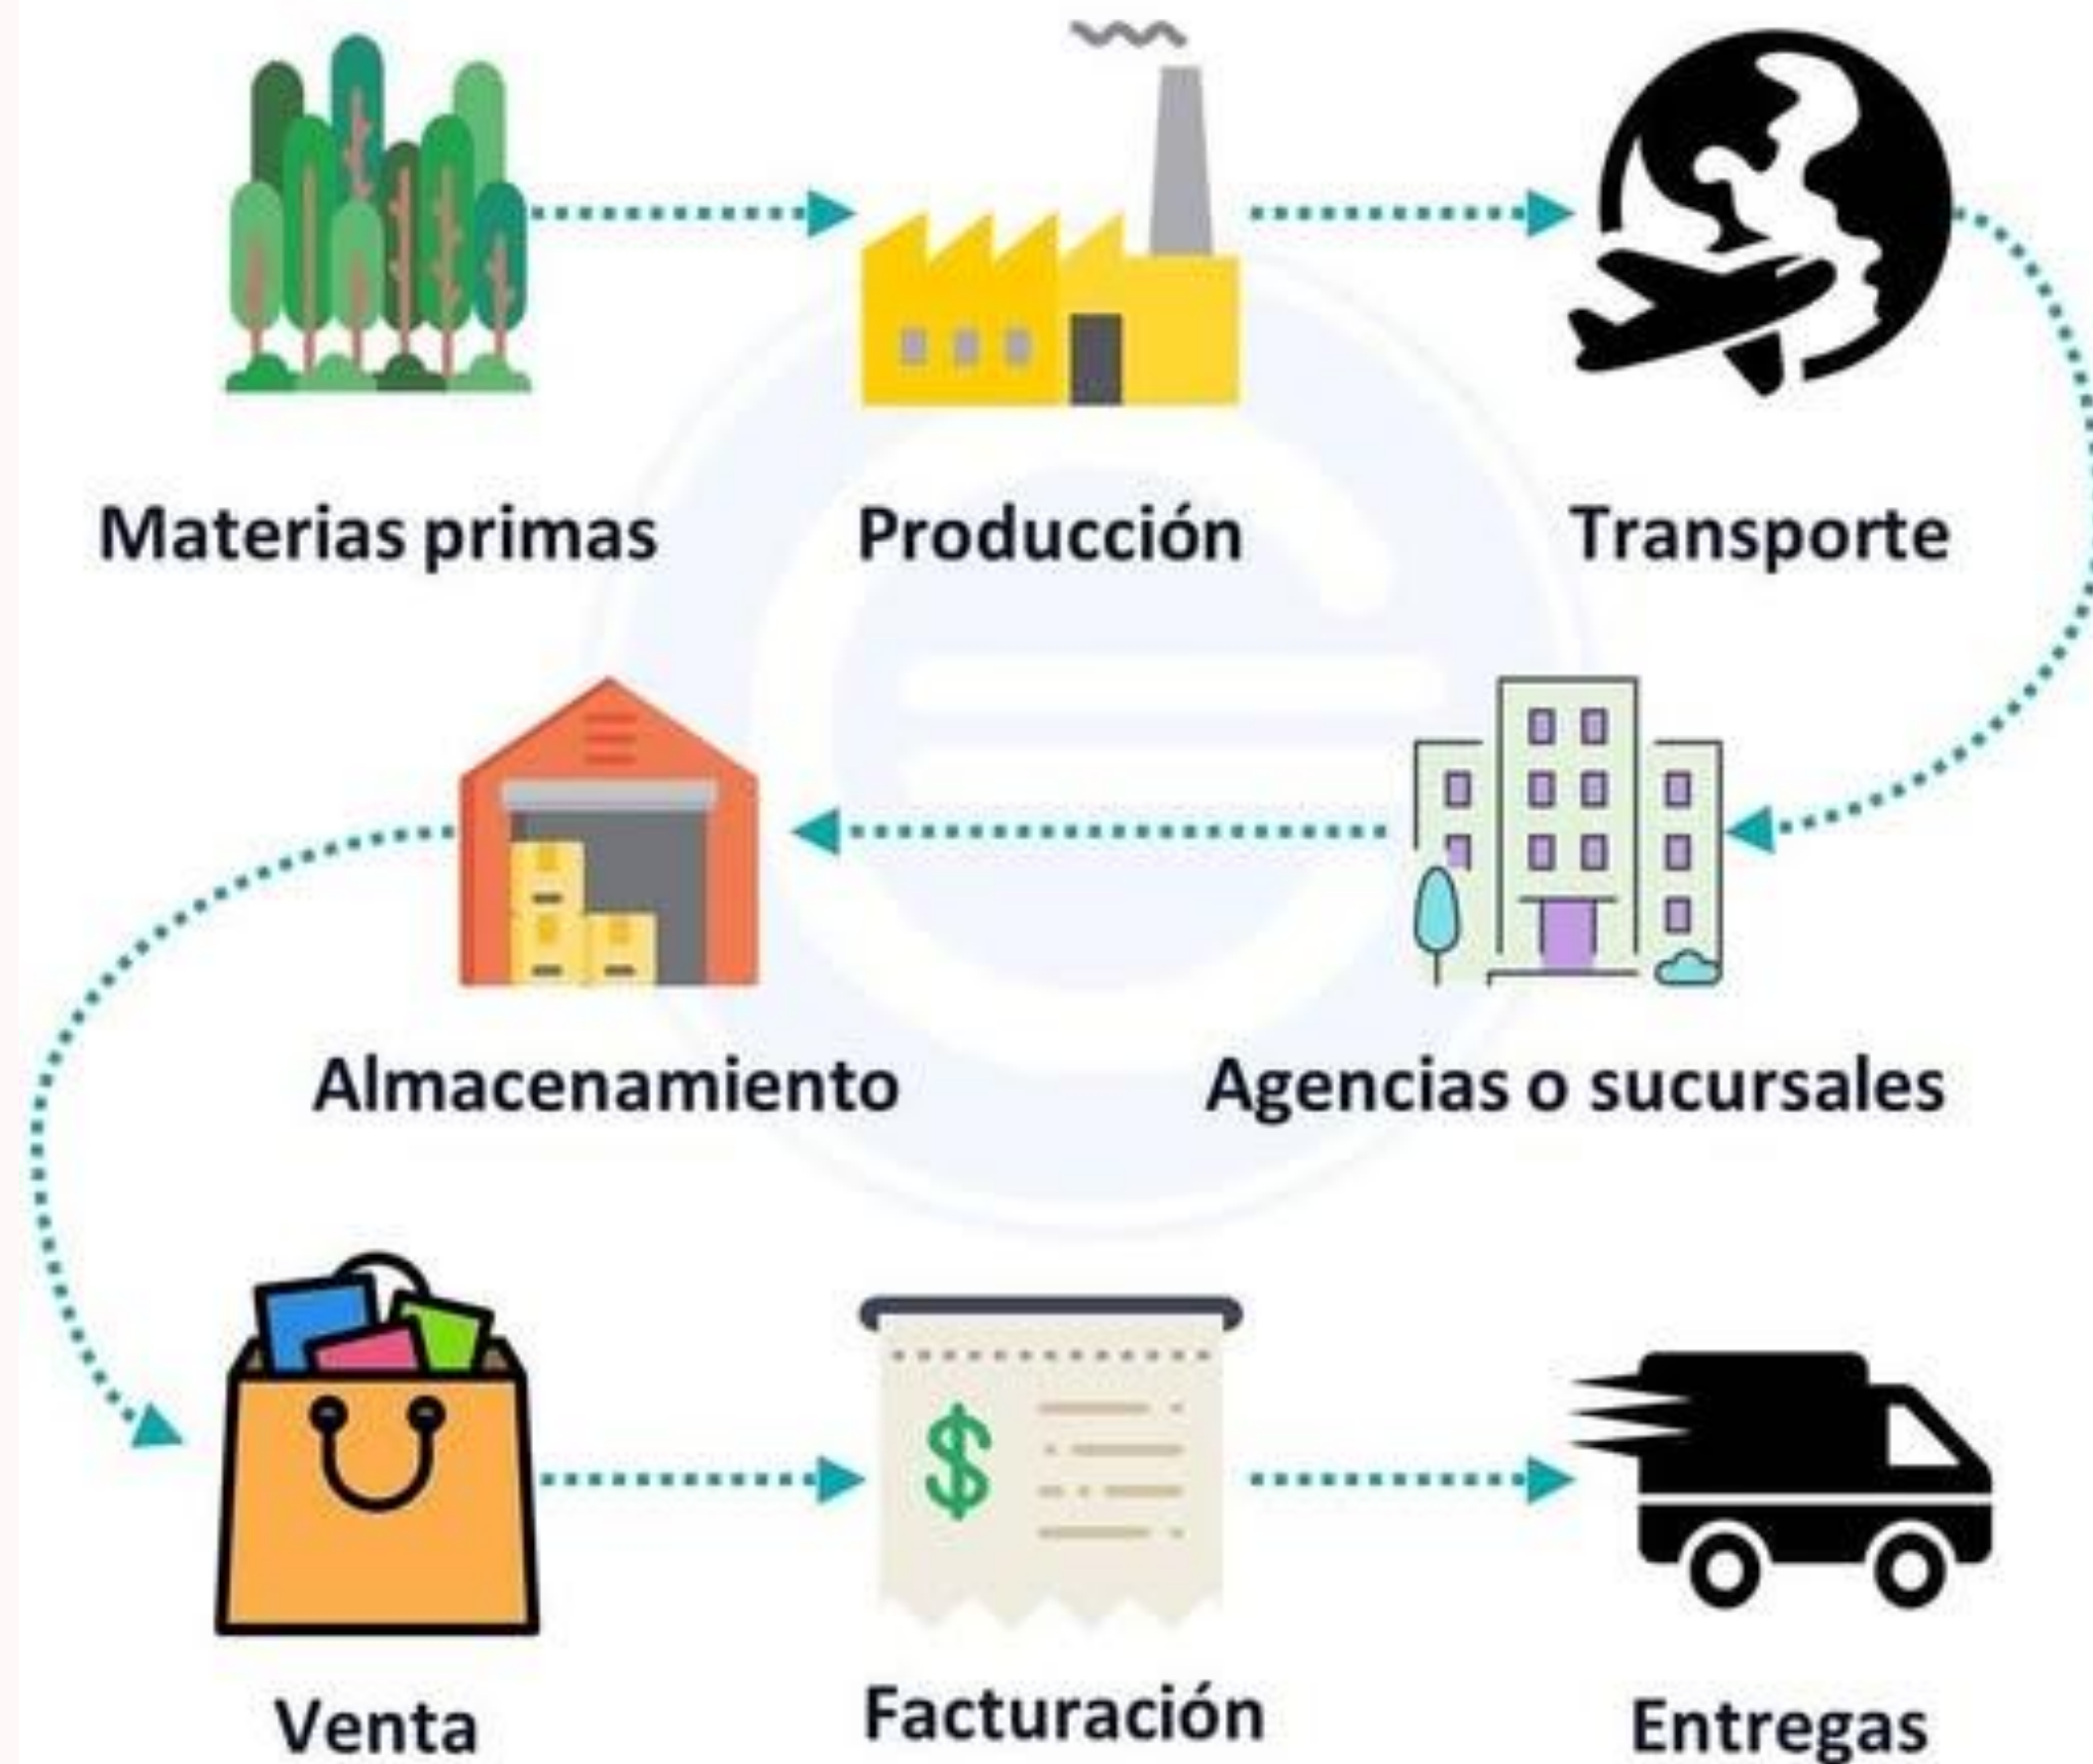 Materias primas
Producción
Transporte
Almacenamiento
Agencias o sucursales
Venta
Facturación
Entregas